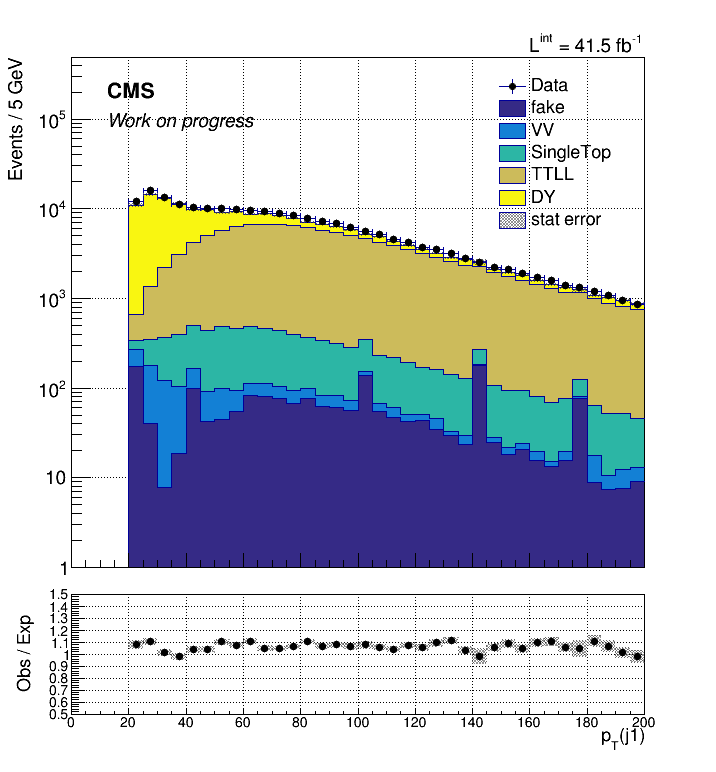 L^int = 41.5 fb^-1
Events / 5 GeV
CMS
Work on progress
Data
fake
VV
SingleTop
TTLL
DY
stat error
10^5
10^4
10^3
10^2
10
1
Obs / Exp
1.5
1.4
1.3
1.2
1.1
1
0.9
0.8
0.7
0.6
0.5
0 20 40 60 80 100 120 140 160 180 200
p_T(j1)